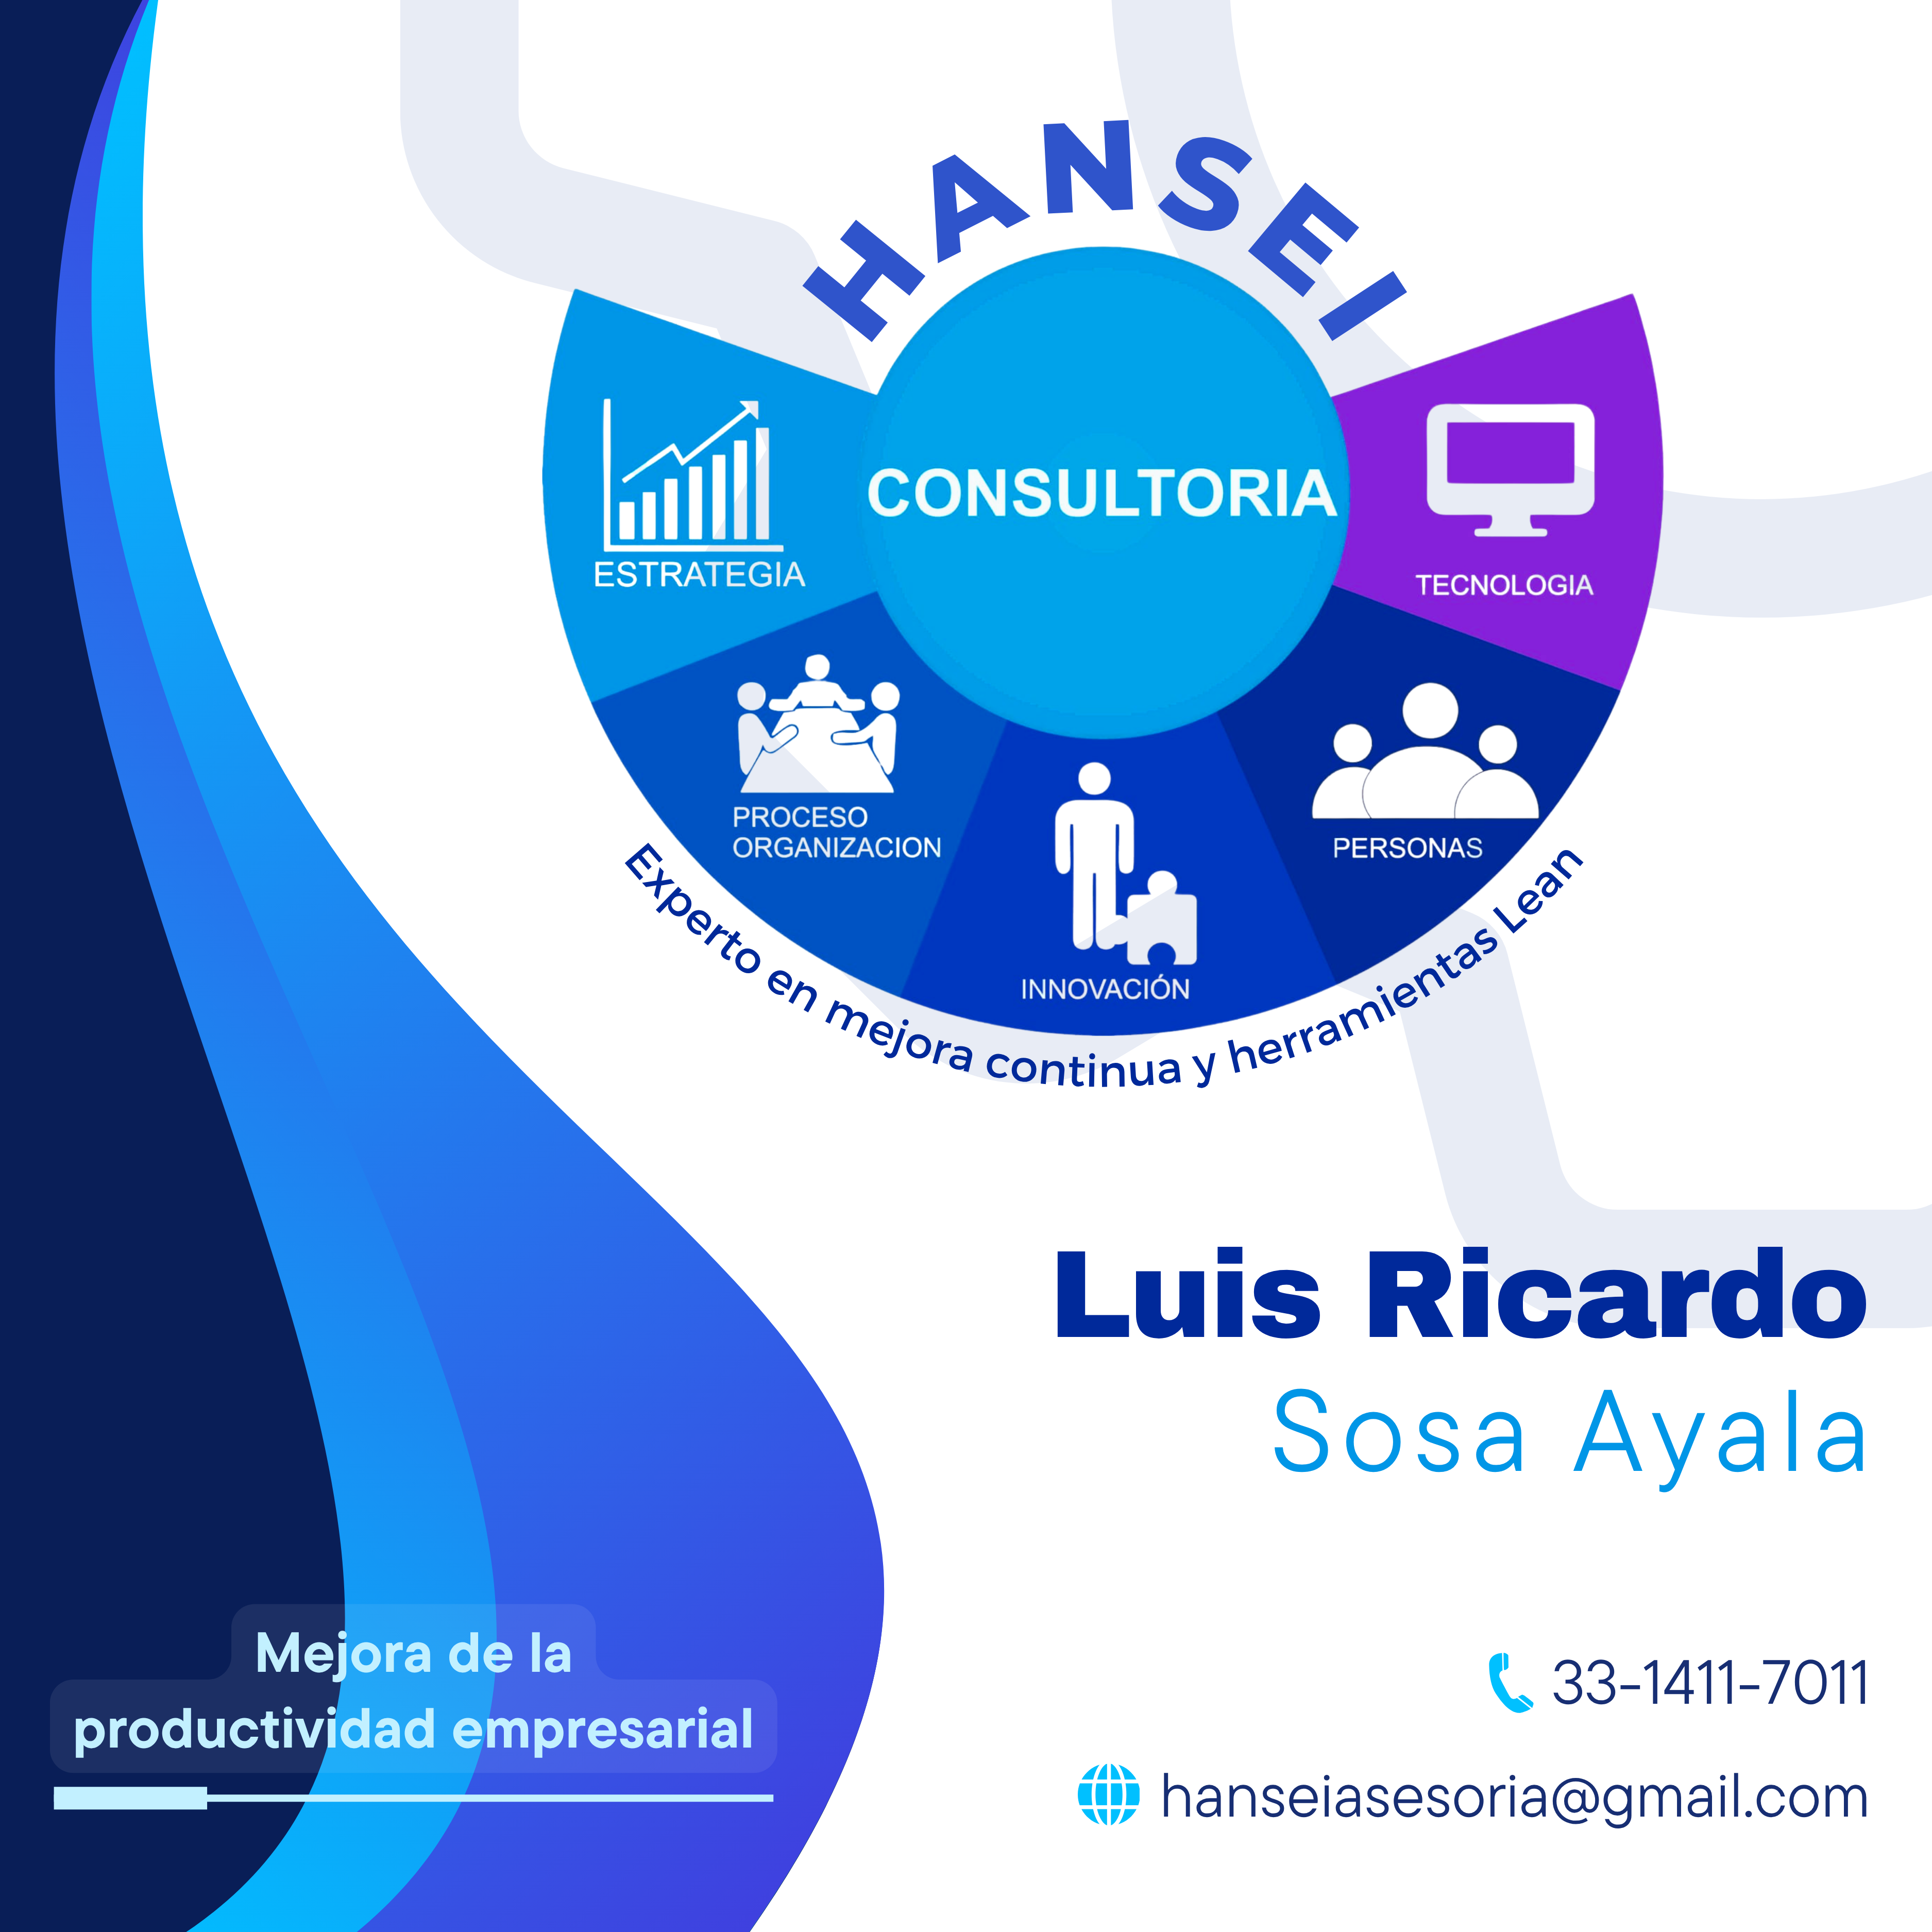 HANSEI
CONSULTORIA
ESTRATEGIA
TECNOLOGIA
PROCESO
ORGANIZACION
PERSONAS
INNOVACIÓN
Experto en mejora continua y herramientas Lean
Luis Ricardo
Sosa Ayala
Mejora de la
productividad empresarial
33-1411-7011
hanseiasesoria@gmail.com